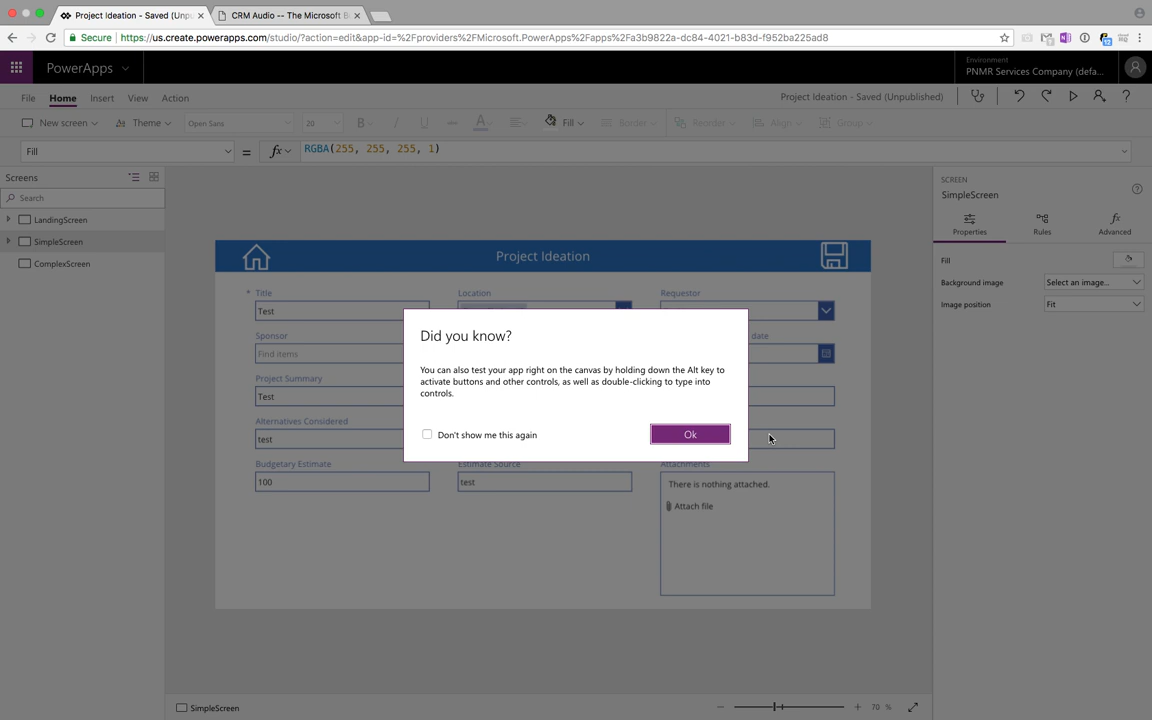 Project Ideation - Saved (Unpu
CRM Audio -- The Microsoft B
Secure
https://us.create.powerapps.com/studio/?action=edit&app-id=%2Fproviders%2FMicrosoft.PowerApps%2Fapps%2Fa3b9822a-dc84-4021-b83d-f952ba225ad8
PowerApps
Environment
PNMR Services Company (defa...
File Home Insert View Action
Project Ideation - Saved (Unpublished)
New screen Theme Open Sans 20 B I U abc A Fill Border Reorder Align Group
Fill = fx RGBA(255, 255, 255, 1)
Screens
Search
LandingScreen
SimpleScreen
ComplexScreen
SCREEN
SimpleScreen
Properties Rules Advanced
Fill
Background image Select an image...
Image position Fit
Project Ideation
* Title Location Requestor
Test
Sponsor date
Find items
Project Summary
Test
Alternatives Considered
test
Budgetary Estimate Estimate Source Attachments
100 test
There is nothing attached.
Attach file
Did you know?
You can also test your app right on the canvas by holding down the Alt key to
activate buttons and other controls, as well as double-clicking to type into
controls.
Don't show me this again
Ok
SimpleScreen
70 %